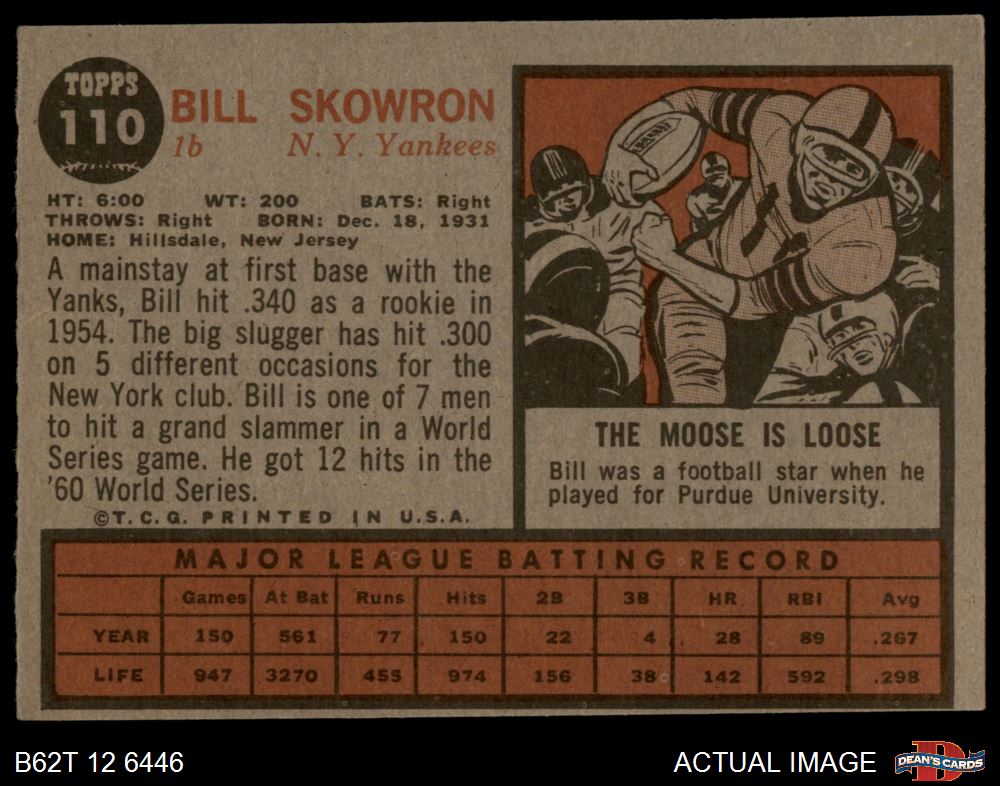 TOPPS
110
BILL SKOWRON
1b N. Y. Yankees
HT: 6:00 WT: 200 BATS: Right
THROWS: Right BORN: Dec. 18, 1931
HOME: Hillsdale, New Jersey
A mainstay at first base with the
Yanks, Bill hit .340 as a rookie in
1954. The big slugger has hit .300
on 5 different occasions for the
New York club. Bill is one of 7 men
to hit a grand slammer in a World
Series game. He got 12 hits in the
'60 World Series.
©T. C. G. PRINTED IN U.S.A.
THE MOOSE IS LOOSE
Bill was a football star when he
played for Purdue University.
MAJOR LEAGUE BATTING RECORD
Games At Bat Runs Hits 2B 3B HR RBI Avg
YEAR 150 561 77 150 22 4 28 89 .267
LIFE 947 3270 455 974 156 38 142 592 .298
B62T 12 6446
ACTUAL IMAGE
D
DEAN'S CARDS